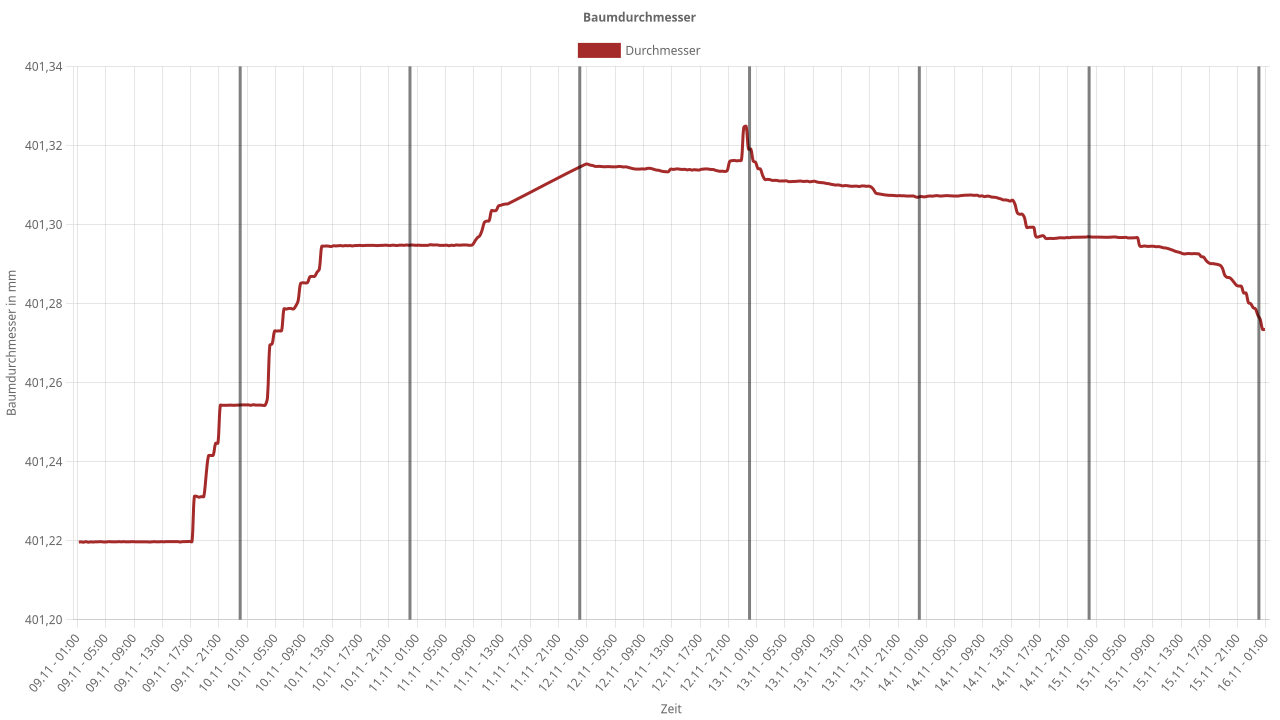 Baumdurchmesser
Durchmesser
401,34
401,32
401,30
401,28
401,26
401,24
401,22
401,20
Baumdurchmesser in mm
09.11 - 01:00
09.11 - 05:00
09.11 - 09:00
09.11 - 13:00
09.11 - 17:00
09.11 - 21:00
10.11 - 01:00
10.11 - 05:00
10.11 - 09:00
10.11 - 13:00
10.11 - 17:00
10.11 - 21:00
11.11 - 01:00
11.11 - 05:00
11.11 - 09:00
11.11 - 13:00
11.11 - 17:00
11.11 - 21:00
12.11 - 01:00
12.11 - 05:00
12.11 - 09:00
12.11 - 13:00
12.11 - 17:00
12.11 - 21:00
13.11 - 01:00
13.11 - 05:00
13.11 - 09:00
13.11 - 13:00
13.11 - 17:00
13.11 - 21:00
14.11 - 01:00
14.11 - 05:00
14.11 - 09:00
14.11 - 13:00
14.11 - 17:00
14.11 - 21:00
15.11 - 01:00
15.11 - 05:00
15.11 - 09:00
15.11 - 13:00
15.11 - 17:00
15.11 - 21:00
16.11 - 01:00
Zeit